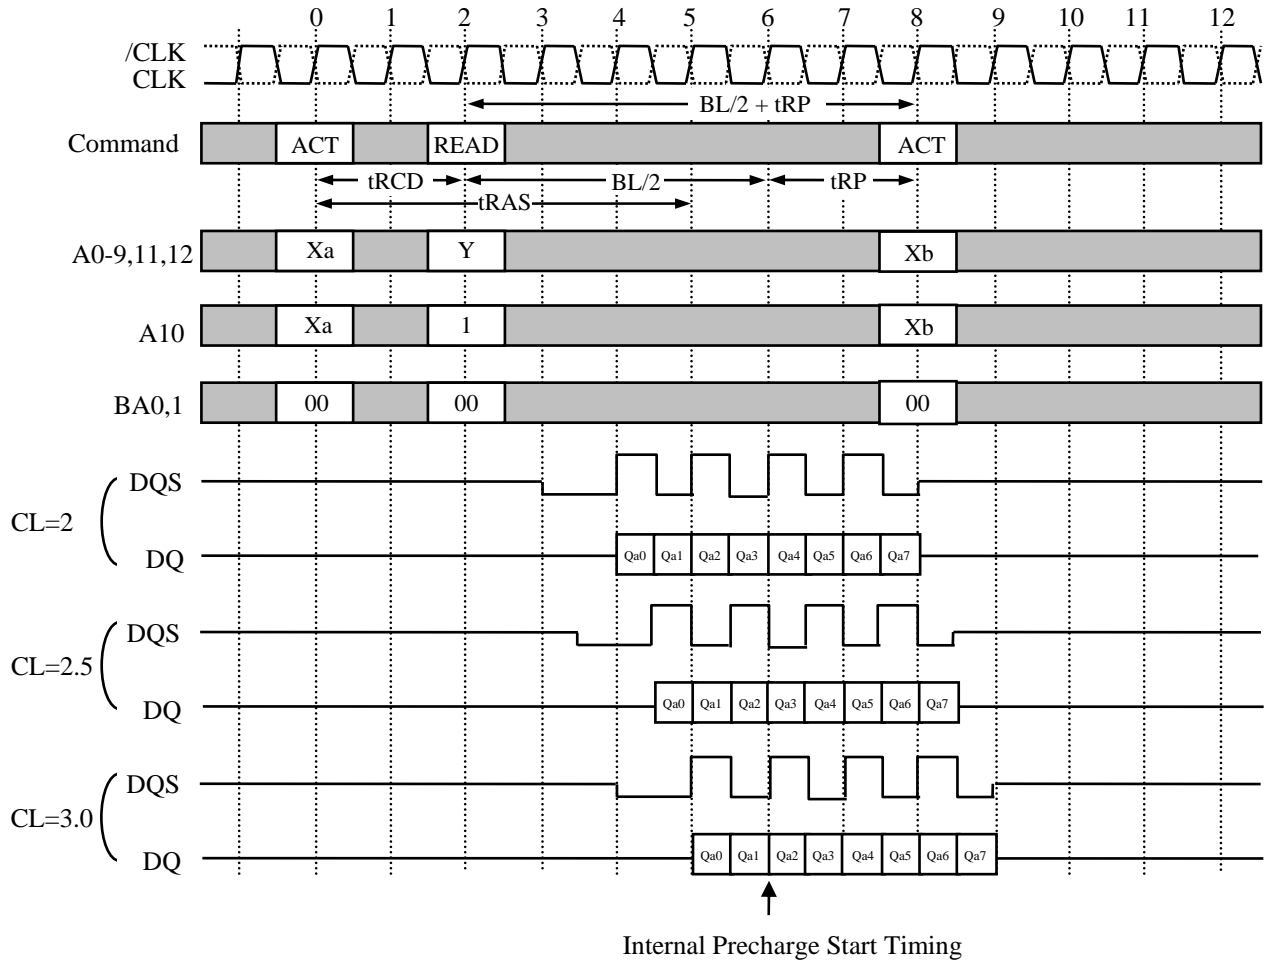 0 1 2 3 4 5 6 7 8 9 10 11 12
/CLK
CLK
BL/2 + tRP
Command ACT READ ACT
tRCD BL/2 tRP
tRAS
A0-9,11,12 Xa Y Xb
A10 Xa 1 Xb
BA0,1 00 00 00
DQS
CL=2
DQ Qa0 Qa1 Qa2 Qa3 Qa4 Qa5 Qa6 Qa7
DQS
CL=2.5
DQ Qa0 Qa1 Qa2 Qa3 Qa4 Qa5 Qa6 Qa7
DQS
CL=3.0
DQ Qa0 Qa1 Qa2 Qa3 Qa4 Qa5 Qa6 Qa7
Internal Precharge Start Timing